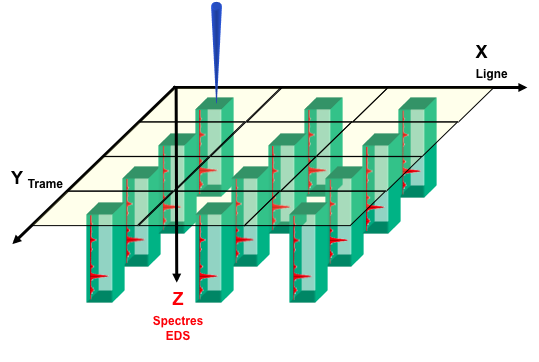 X
Ligne
Y Trame
Z
Spectres
EDS